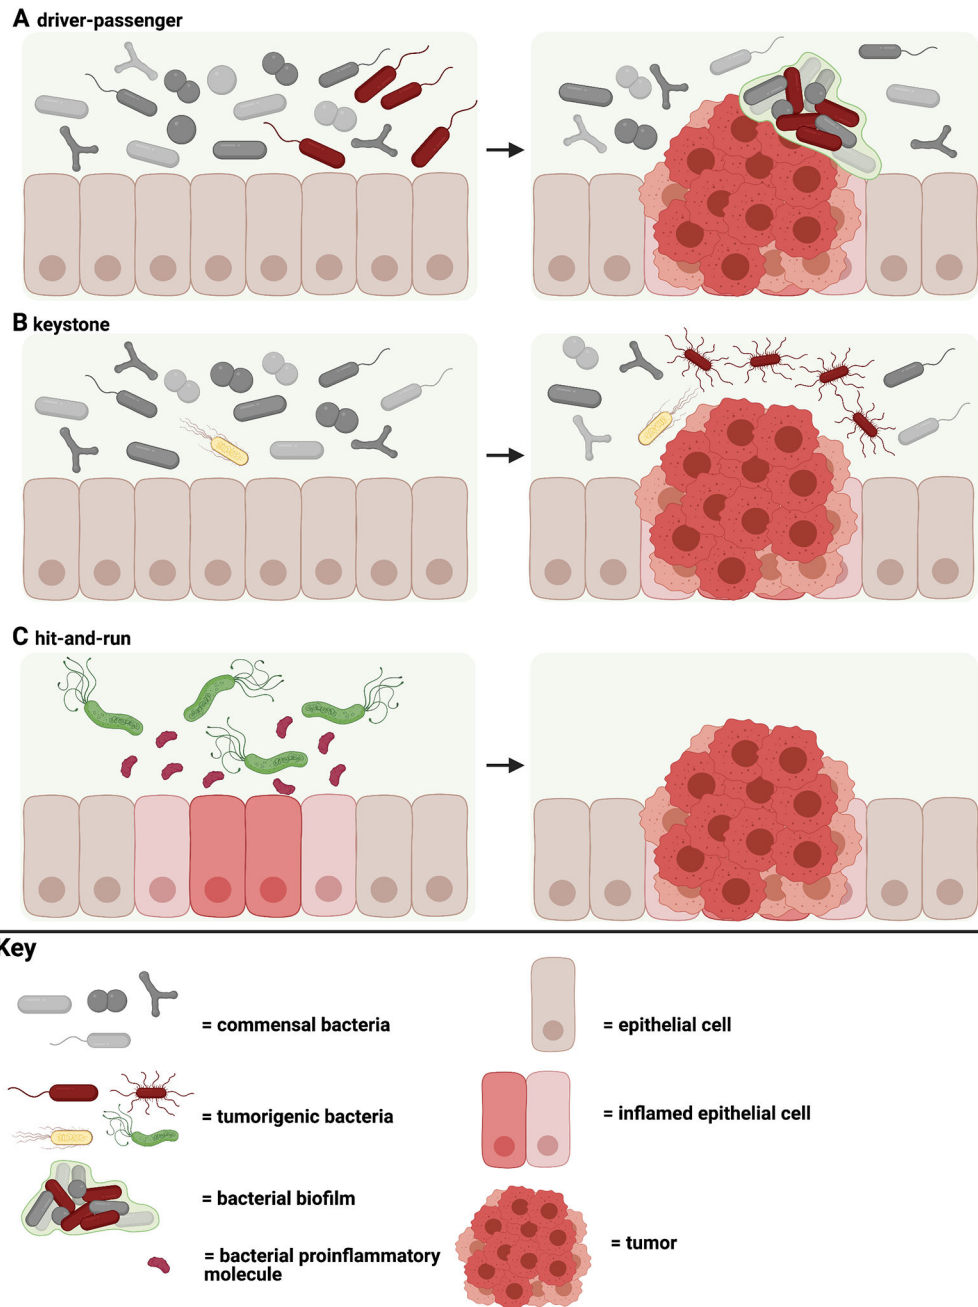 A driver-passenger
B keystone
C hit-and-run
Key
= commensal bacteria
= epithelial cell
= tumorigenic bacteria
= inflamed epithelial cell
= bacterial biofilm
= bacterial proinflammatory
molecule
= tumor